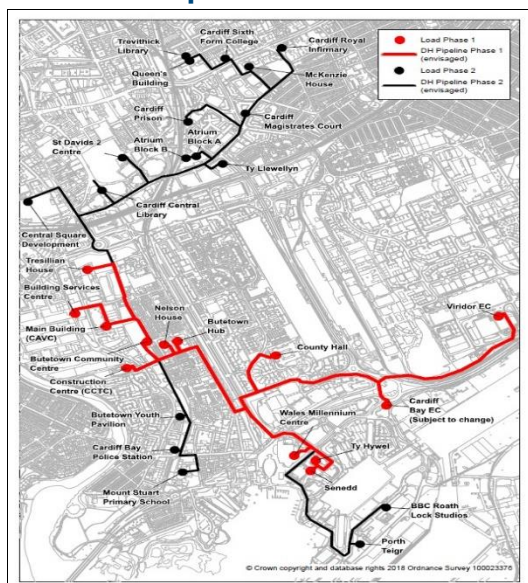 Trevithick
Library
Cardiff Sixth
Form College
Cardiff Royal
Infirmary
Load Phase 1
DH Pipeline Phase 1
(envisaged)
Load Phase 2
DH Pipeline Phase 2
(envisaged)
Queen's
Building
McKenzie
House
Cardiff
Prison
Cardiff
Magistrates Court
St Davids 2
Centre
Atrium
Block B
Atrium
Block A
Ty Llewellyn
Cardiff Central
Library
Central Square
Development
Tresillian
House
Building Services
Centre
Nelson
House
Butetown
Hub
Viridor EC
Main Building
(CAVC)
County Hall
Butetown Community
Centre
Construction
Centre (CCTC)
Cardiff
Bay EC
(Subject to change)
Wales Millennium
Centre
Butetown Youth
Pavilion
Ty Hywel
Cardiff Bay
Police Station
Senedd
Mount Stuart
Primary School
BBC Roath
Lock Studios
Porth
Teigr
© Crown copyright and database rights 2018 Ordnance Survey 100023376